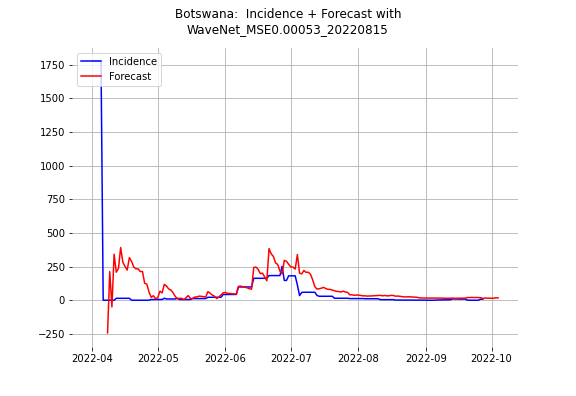 Botswana:  Incidence + Forecast with
WaveNet_MSE0.00053_20220815
Incidence
Forecast
1750
1500
1250
1000
750
500
250
0
−250
2022-04 2022-05 2022-06 2022-07 2022-08 2022-09 2022-10